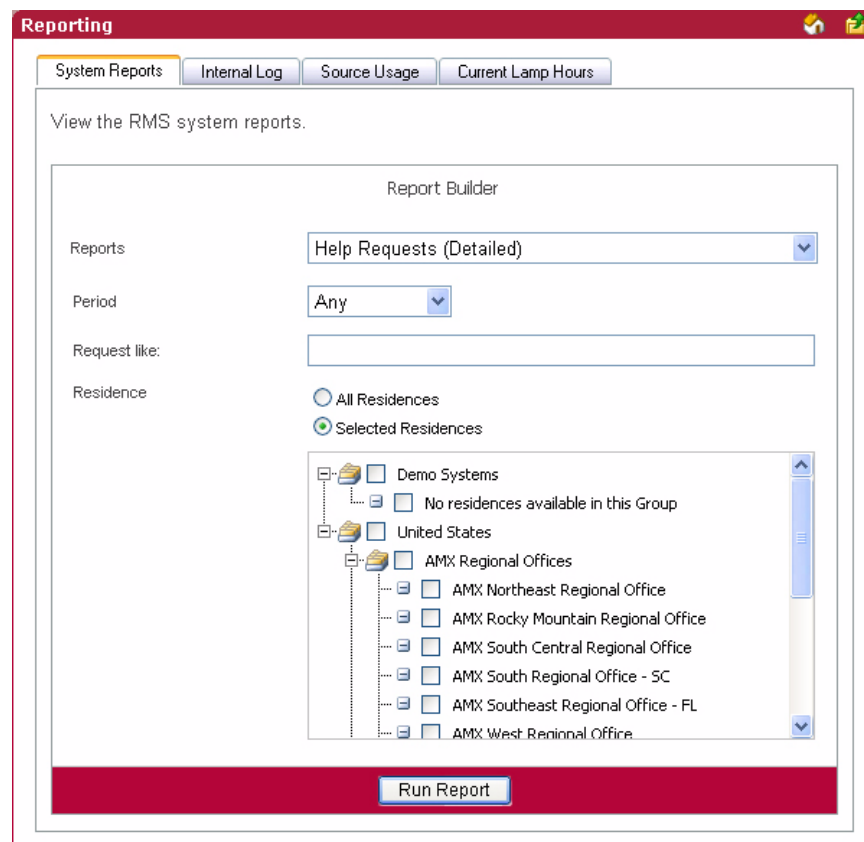 Reporting
System Reports Internal Log Source Usage Current Lamp Hours
View the RMS system reports.
Report Builder
Reports Help Requests (Detailed)
Period Any
Request like:
Residence All Residences
Selected Residences
Demo Systems
No residences available in this Group
United States
AMX Regional Offices
AMX Northeast Regional Office
AMX Rocky Mountain Regional Office
AMX South Central Regional Office
AMX South Regional Office - SC
AMX Southeast Regional Office - FL
AMX West Regional Office
Run Report